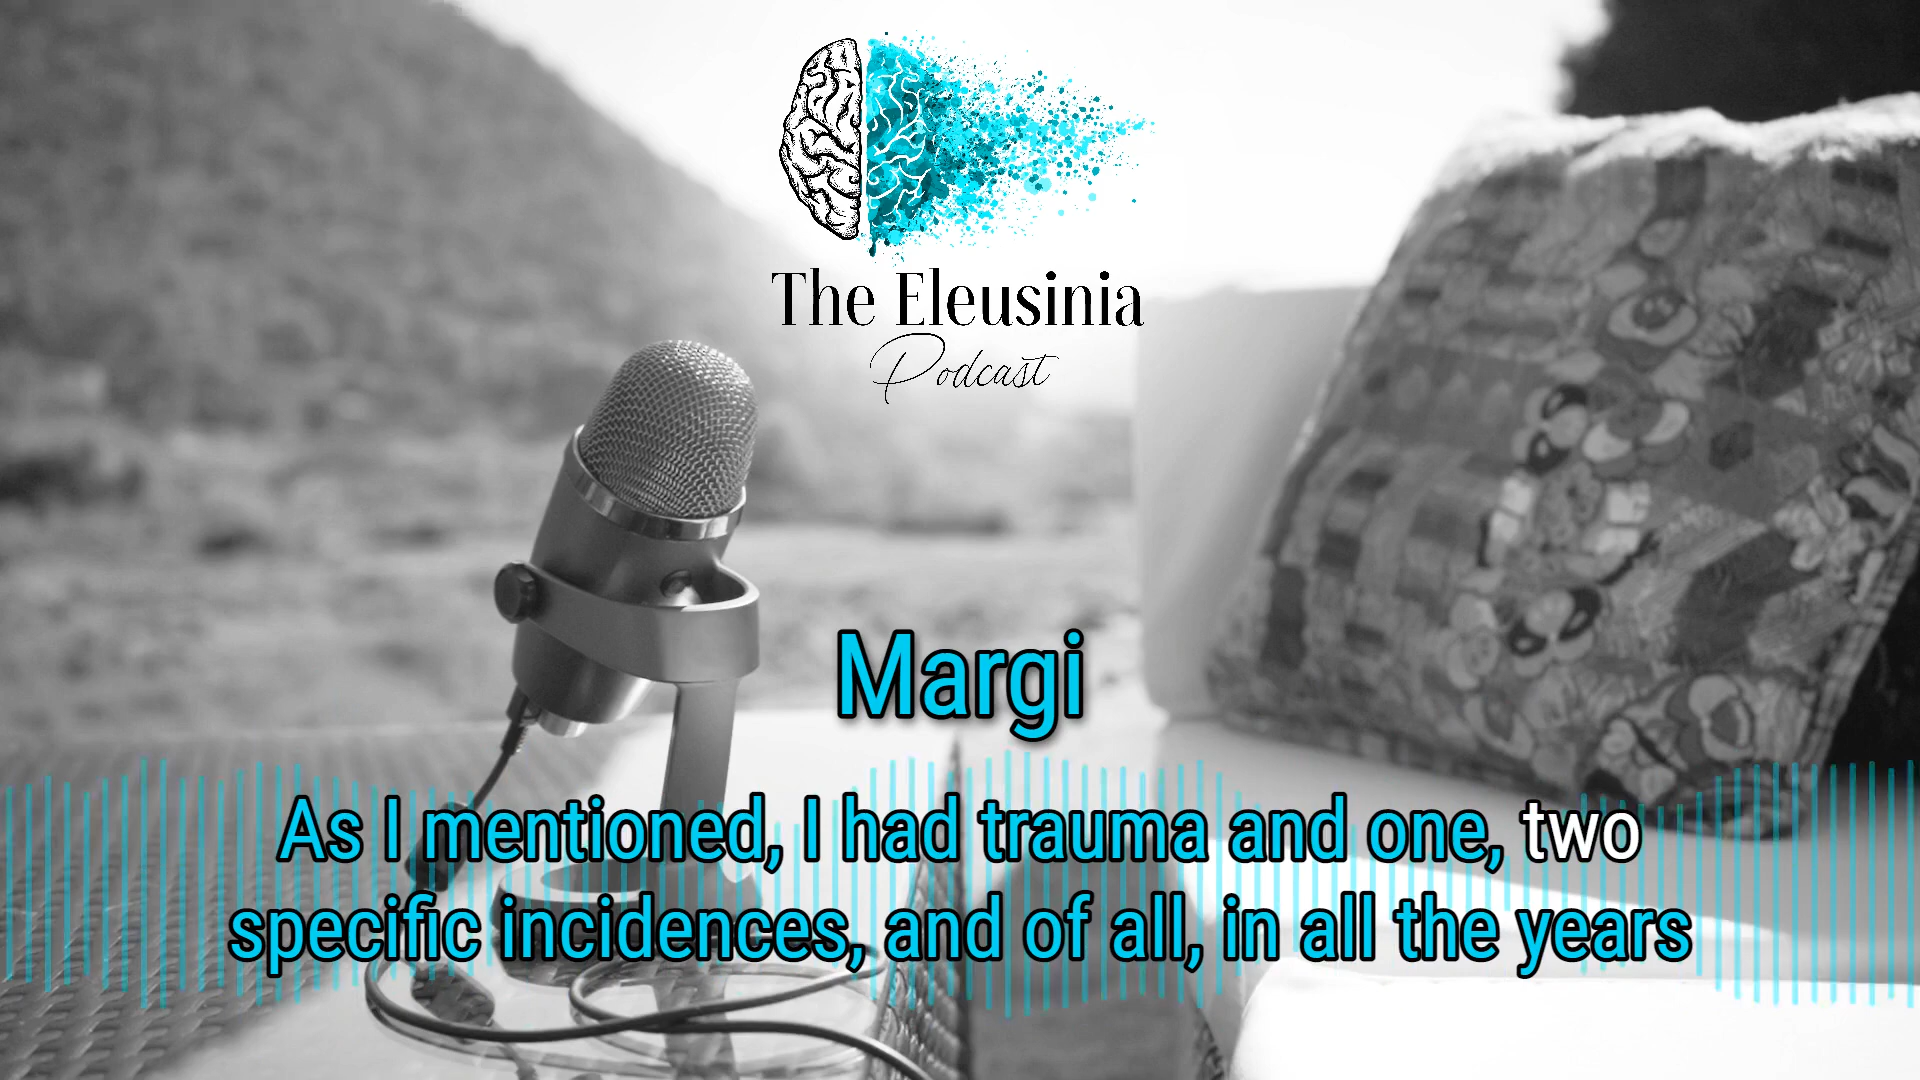 The Eleusinia
Podcast
Margi
As I mentioned, I had trauma and one, two
specific incidences, and of all, in all the years